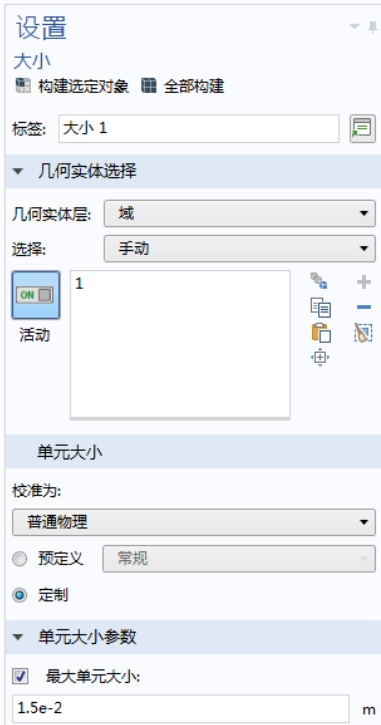 设置
大小
构建选定对象 全部构建
标签: 大小 1
几何实体选择
几何实体层: 域
选择: 手动
ON
1
活动
单元大小
校准为:
普通物理
预定义 常规
定制
单元大小参数
最大单元大小:
1.5e-2 m